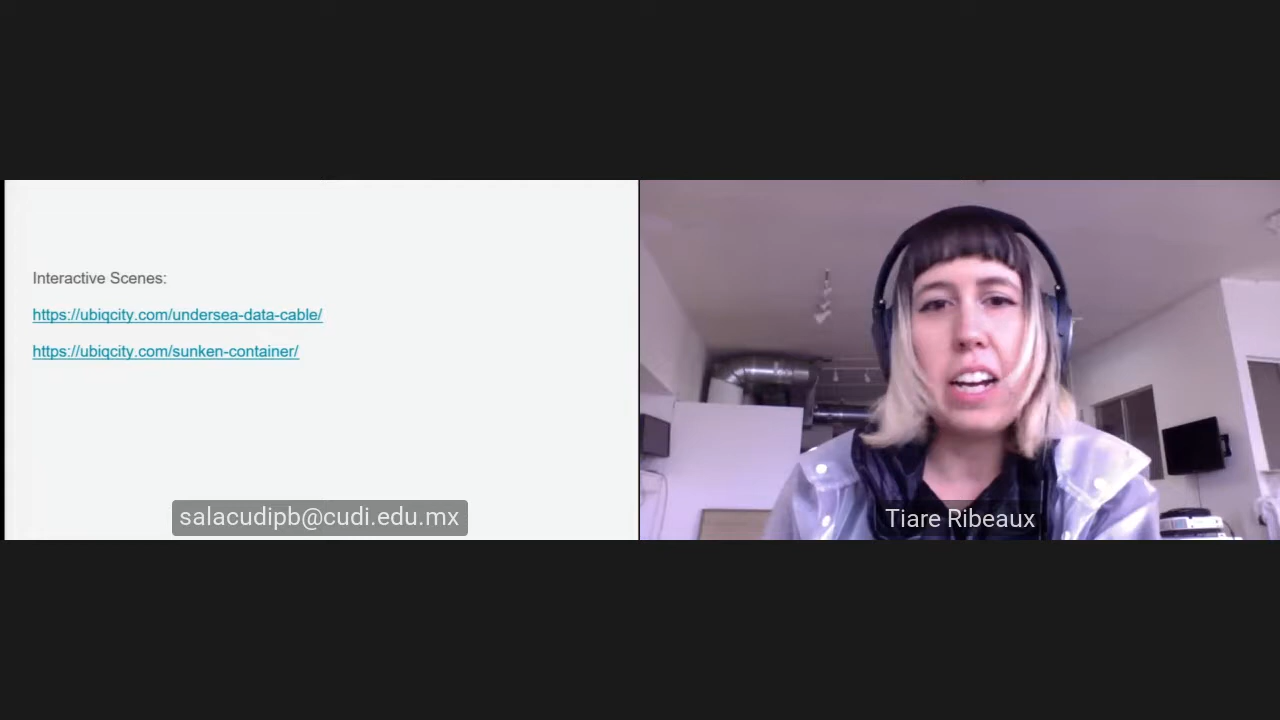 Interactive Scenes:
https://ubiqcity.com/undersea-data-cable/
https://ubiqcity.com/sunken-container/
salacudipb@cudi.edu.mx
Tiare Ribeaux